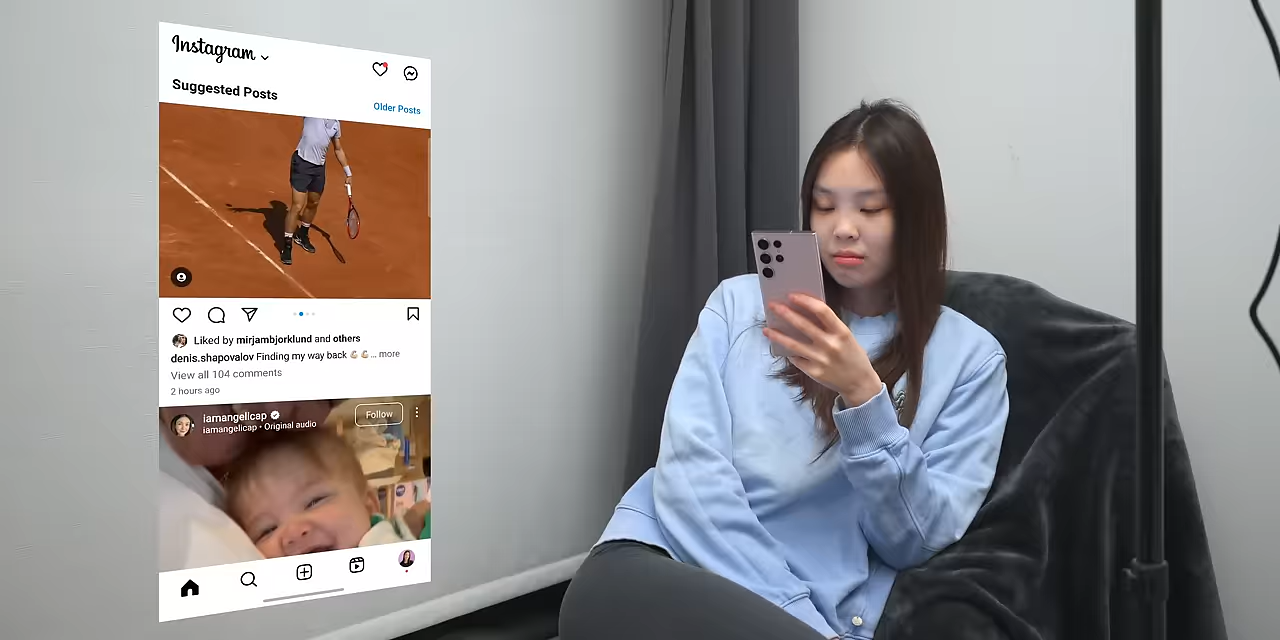 Instagram
Suggested Posts
Older Posts
Liked by mirjambjorklund and others
denis.shapovalov Finding my way back 💪🏼 💪🏼 ... more
View all 104 comments
2 hours ago
iamangelicap
Follow
iamangelicap • Original audio